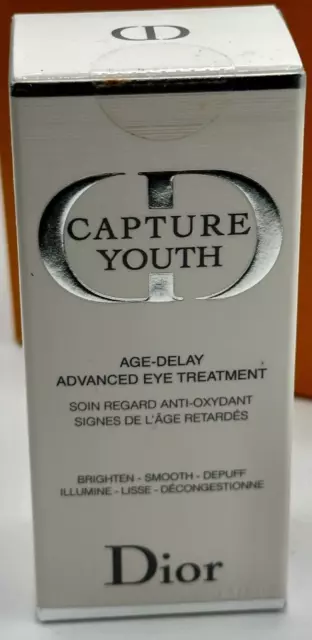 CD
CAPTURE
YOUTH
AGE-DELAY
ADVANCED EYE TREATMENT
SOIN REGARD ANTI-OXYDANT
SIGNES DE L'ÂGE RETARDÉS
BRIGHTEN - SMOOTH - DEPUFF
ILLUMINE - LISSE - DÉCONGESTIONNE
Dior